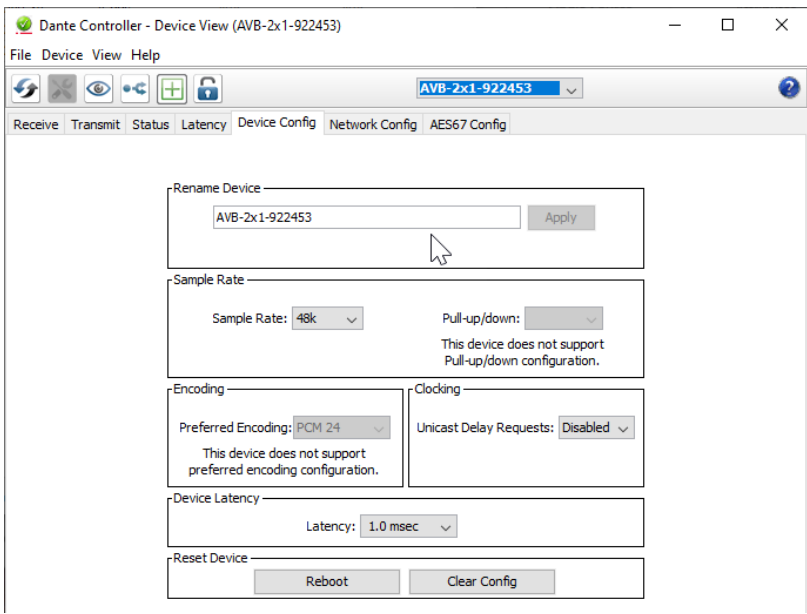 Dante Controller - Device View (AVB-2x1-922453)
File Device View Help
AVB-2x1-922453
?
Receive Transmit Status Latency Device Config Network Config AES67 Config
Rename Device
AVB-2x1-922453 Apply
Sample Rate
Sample Rate: 48k Pull-up/down:
This device does not support
Pull-up/down configuration.
Encoding
Preferred Encoding: PCM 24
This device does not support
preferred encoding configuration.
Clocking
Unicast Delay Requests: Disabled
Device Latency
Latency: 1.0 msec
Reset Device
Reboot Clear Config